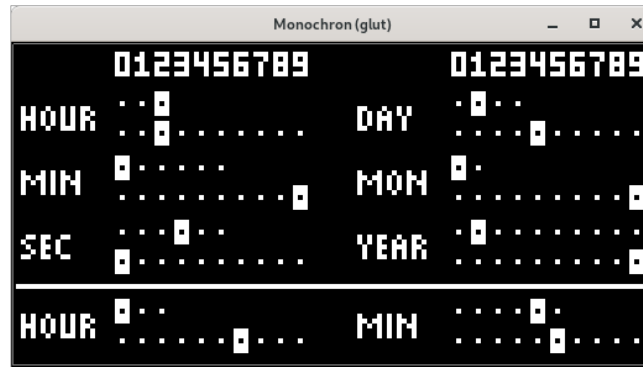 Monochron (glut)
0123456789 0123456789
HOUR DAY
MIN MON
SEC YEAR
HOUR MIN